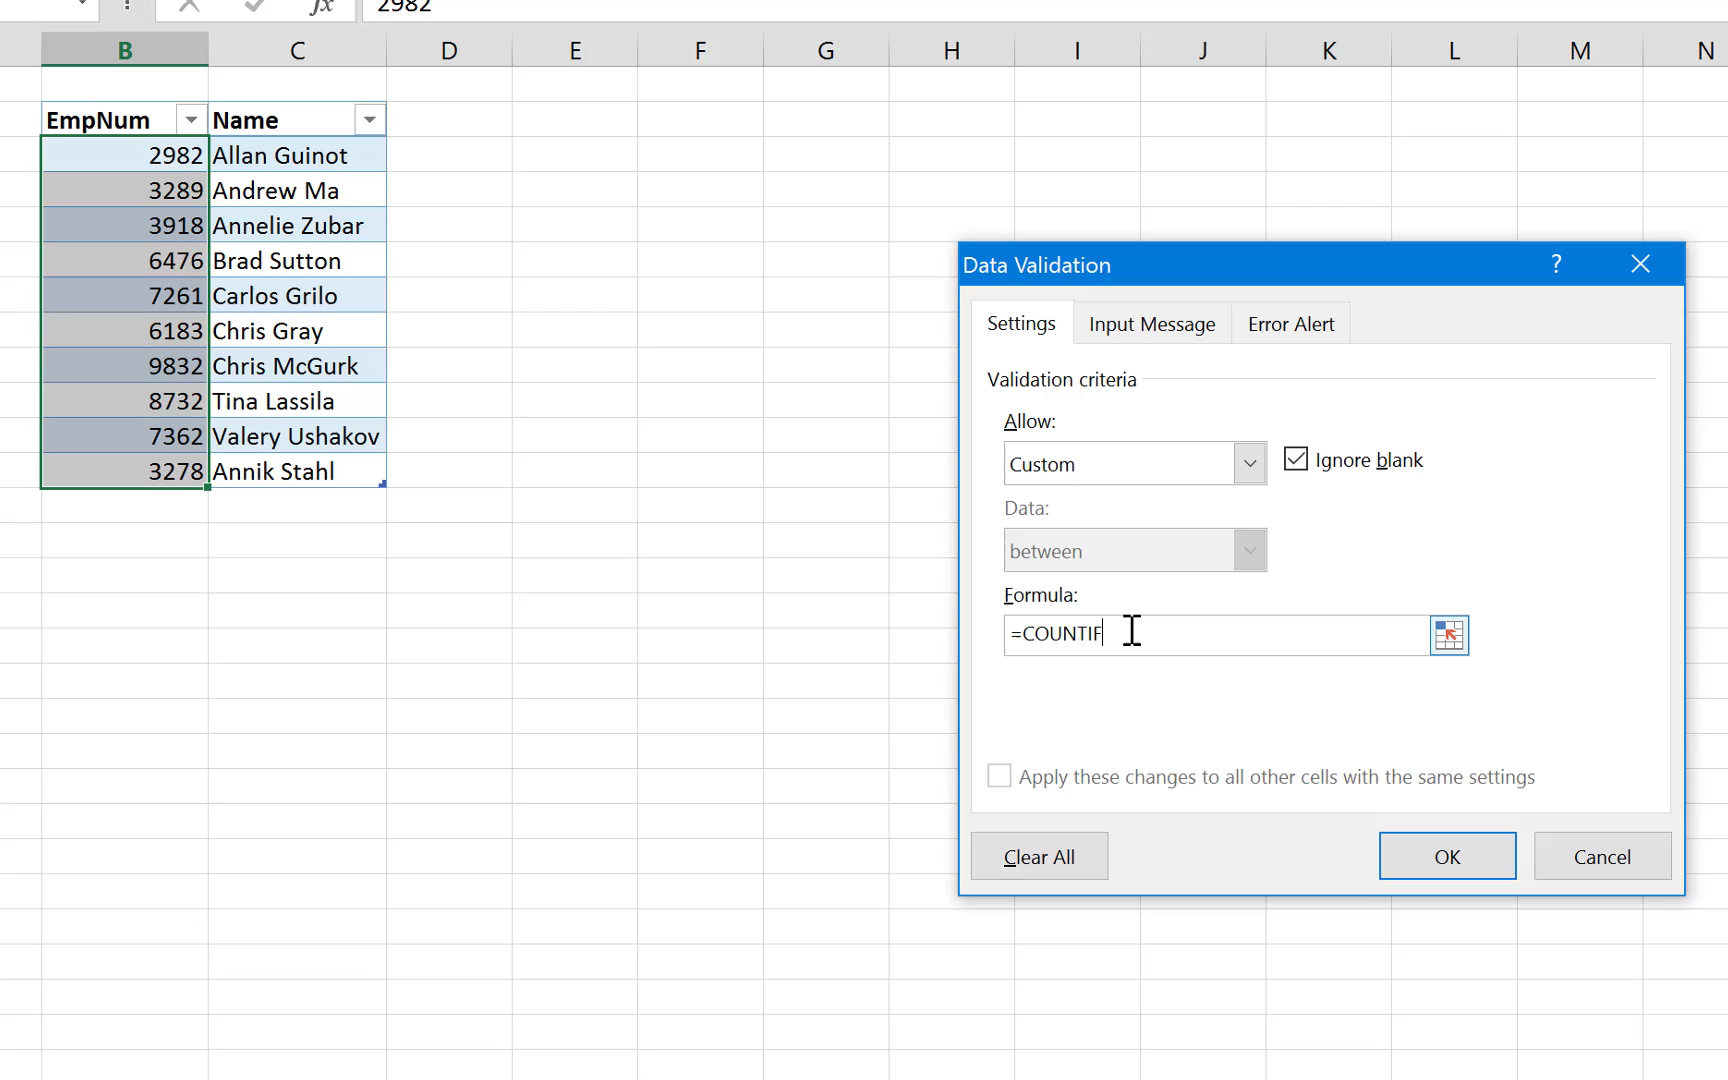 fx 2982
B C D E F G H I J K L M N
EmpNum Name
2982 Allan Guinot
3289 Andrew Ma
3918 Annelie Zubar
6476 Brad Sutton
7261 Carlos Grilo
6183 Chris Gray
9832 Chris McGurk
8732 Tina Lassila
7362 Valery Ushakov
3278 Annik Stahl
Data Validation ?
Settings Input Message Error Alert
Validation criteria
Allow:
Custom Ignore blank
Data:
between
Formula:
=COUNTIF
Apply these changes to all other cells with the same settings
Clear All OK Cancel